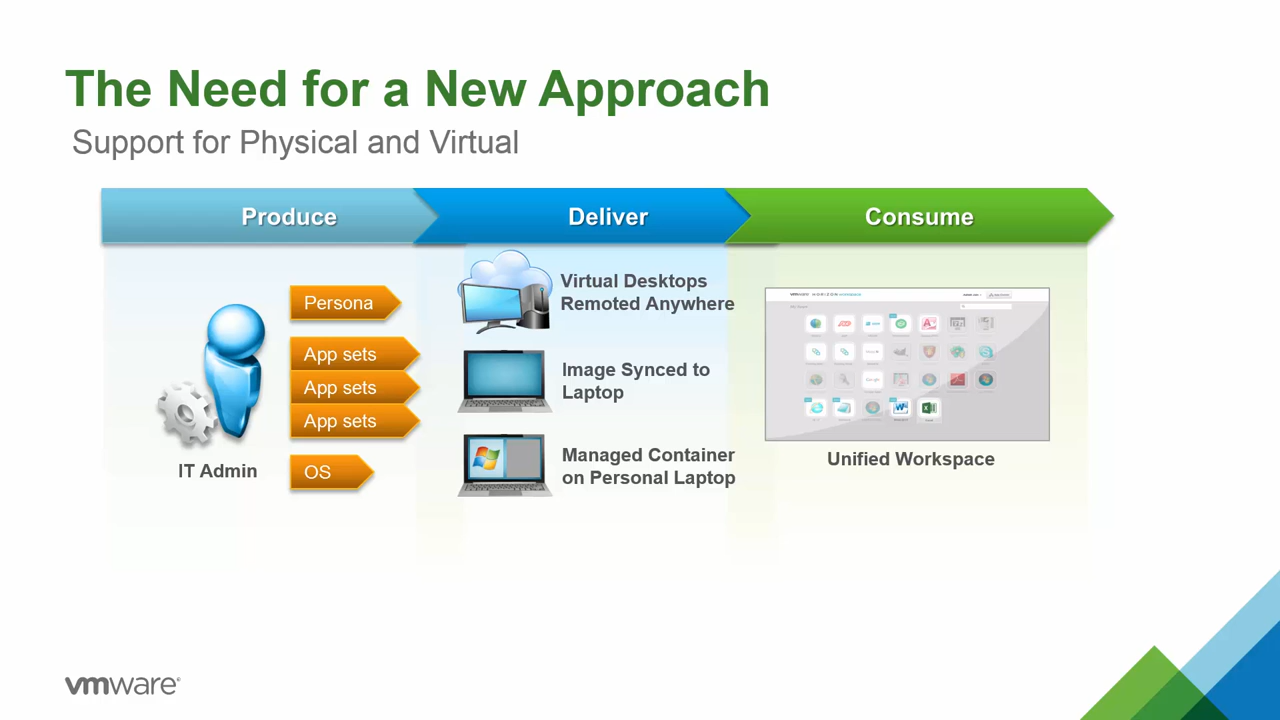 The Need for a New Approach
Support for Physical and Virtual
Produce
Deliver
Consume
Persona
App sets
App sets
App sets
OS
IT Admin
Virtual Desktops
Remoted Anywhere
Image Synced to
Laptop
Managed Container
on Personal Laptop
Unified Workspace
vmware